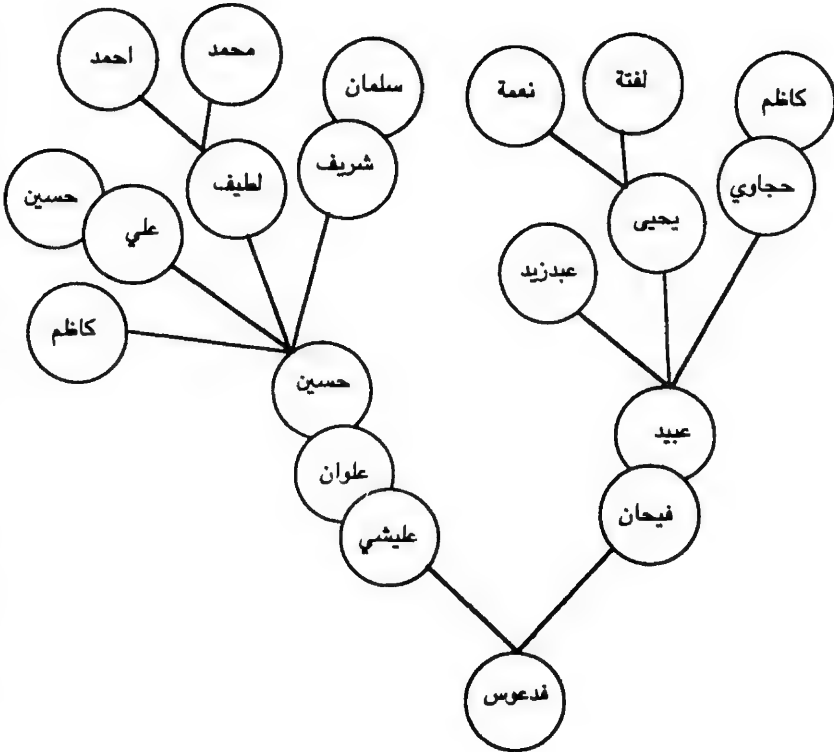 محمد
احمد
سلمان
لفتة
نعمة
كاظم
شريف
لطيف
حسين
علي
حجاوي
يحيى
عبدزيد
كاظم
حسين
عبيد
علوان
فيحان
عليشي
فدعوس